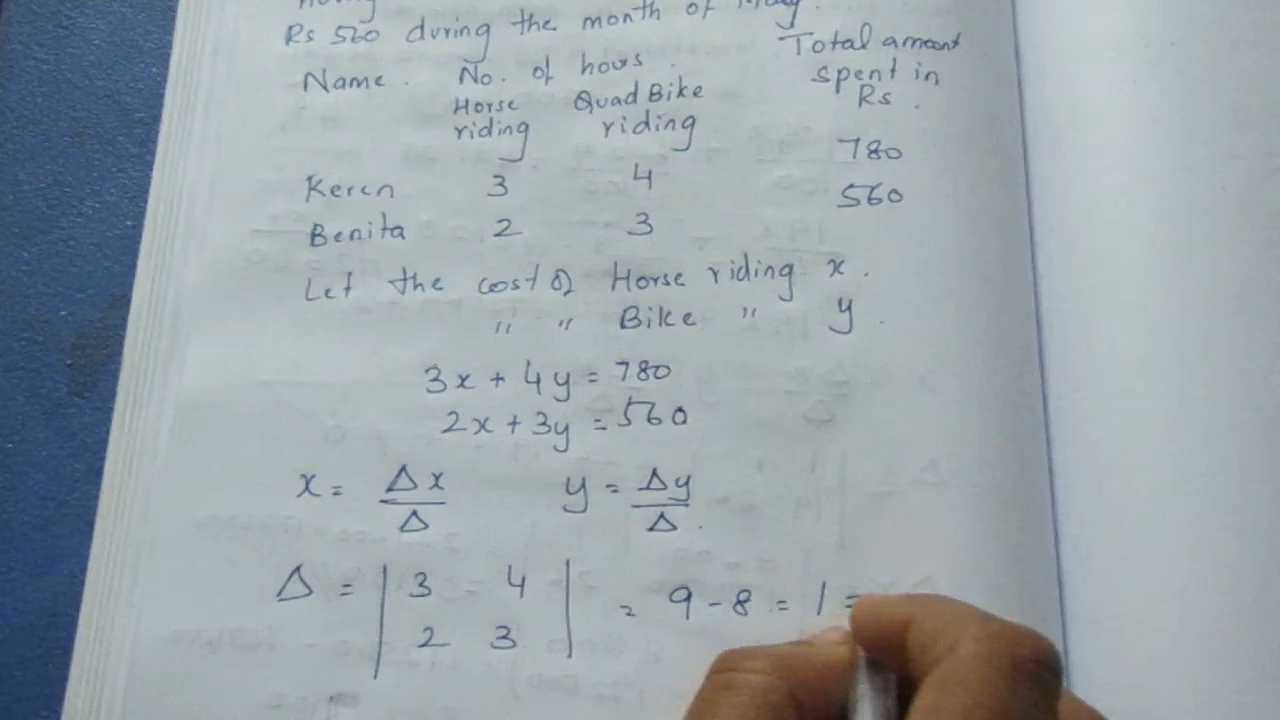 Rs 560 during the month of
Name. No. of hours. Total amount spent in Rs.
Horse riding Quad Bike riding
Keren 3 4 780
Benita 2 3 560
Let the cost of Horse riding x.
" " Bike " y.
3x + 4y = 780
2x + 3y = 560
x = Δx/Δ y = Δy/Δ.
Δ = | 3 4 | = 9 - 8 = 1 =
| 2 3 |